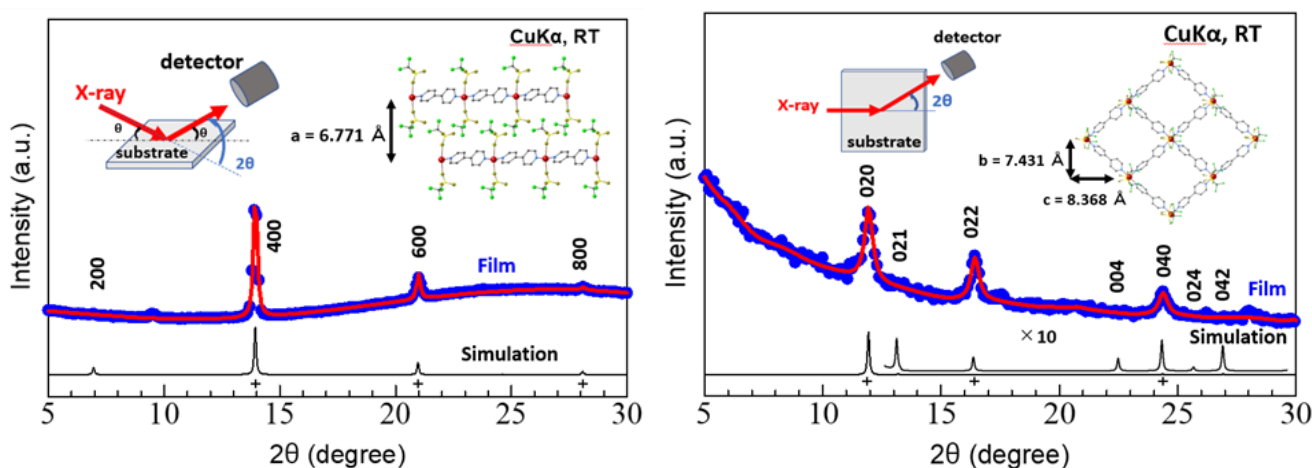 CuKα, RT
detector
X-ray
θ
θ
substrate
2θ
a = 6.771 Å
Intensity (a.u.)
200
400
600
800
Film
Simulation
+
+
+
5
10
15
20
25
30
2θ (degree)
CuKα, RT
detector
X-ray
2θ
substrate
b = 7.431 Å
c = 8.368 Å
Intensity (a.u.)
020
021
022
004
040
024
042
Film
×10
Simulation
+
+
+
5
10
15
20
25
30
2θ (degree)